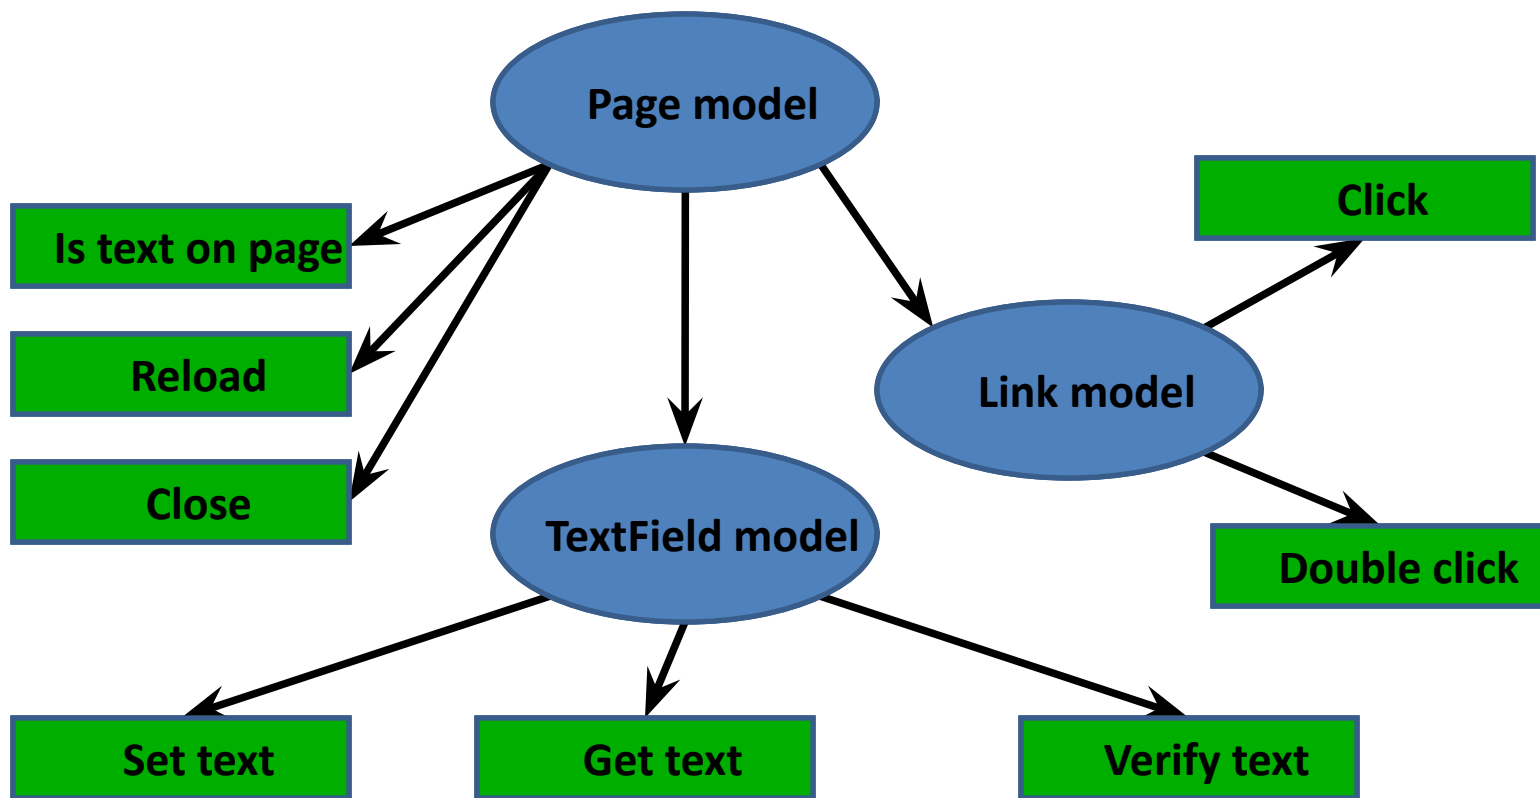 Page model
Click
Is text on page
Reload
Link model
Close
TextField model
Double click
Set text
Get text
Verify text